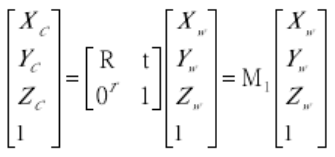 [X_C Y_C Z_C 1] = [R t 0^T 1] [X_w Y_w Z_w 1] = M_1 [X_w Y_w Z_w 1]